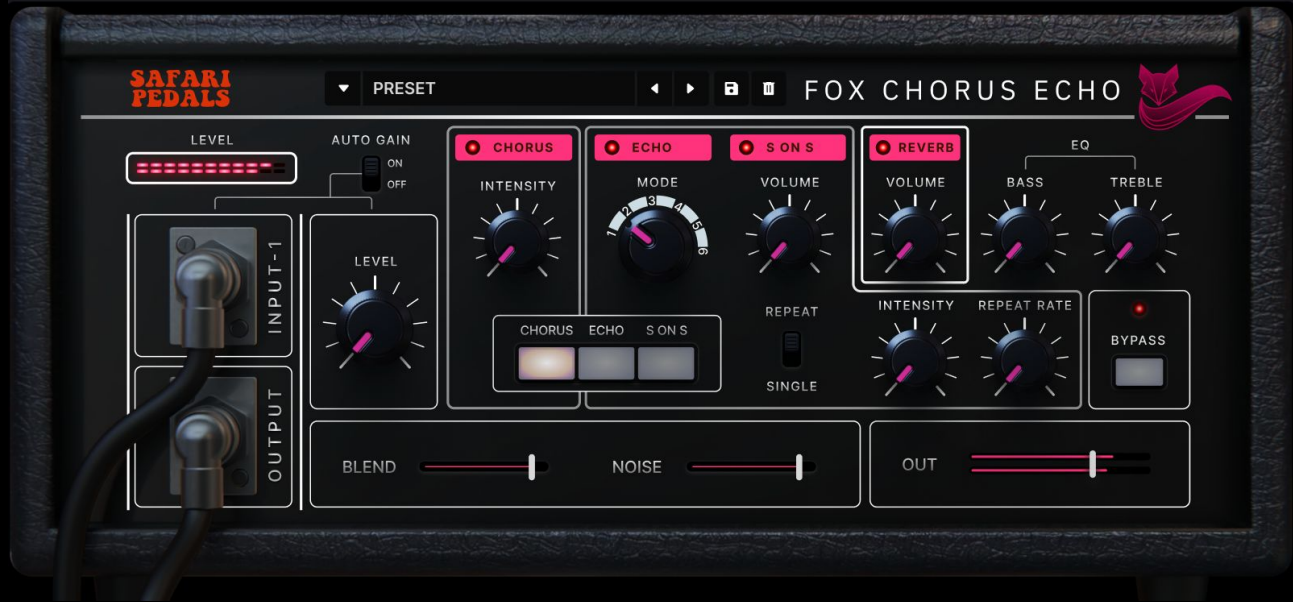 SAFARI
PEDALS
PRESET
FOX CHORUS ECHO
LEVEL
AUTO GAIN
ON
OFF
CHORUS
ECHO
S ON S
REVERB
EQ
INTENSITY
MODE
VOLUME
VOLUME
BASS
TREBLE
1 2 3 4 5 6
INPUT-1
LEVEL
REPEAT
INTENSITY
REPEAT RATE
CHORUS ECHO S ON S
SINGLE
BYPASS
OUTPUT
BLEND
NOISE
OUT